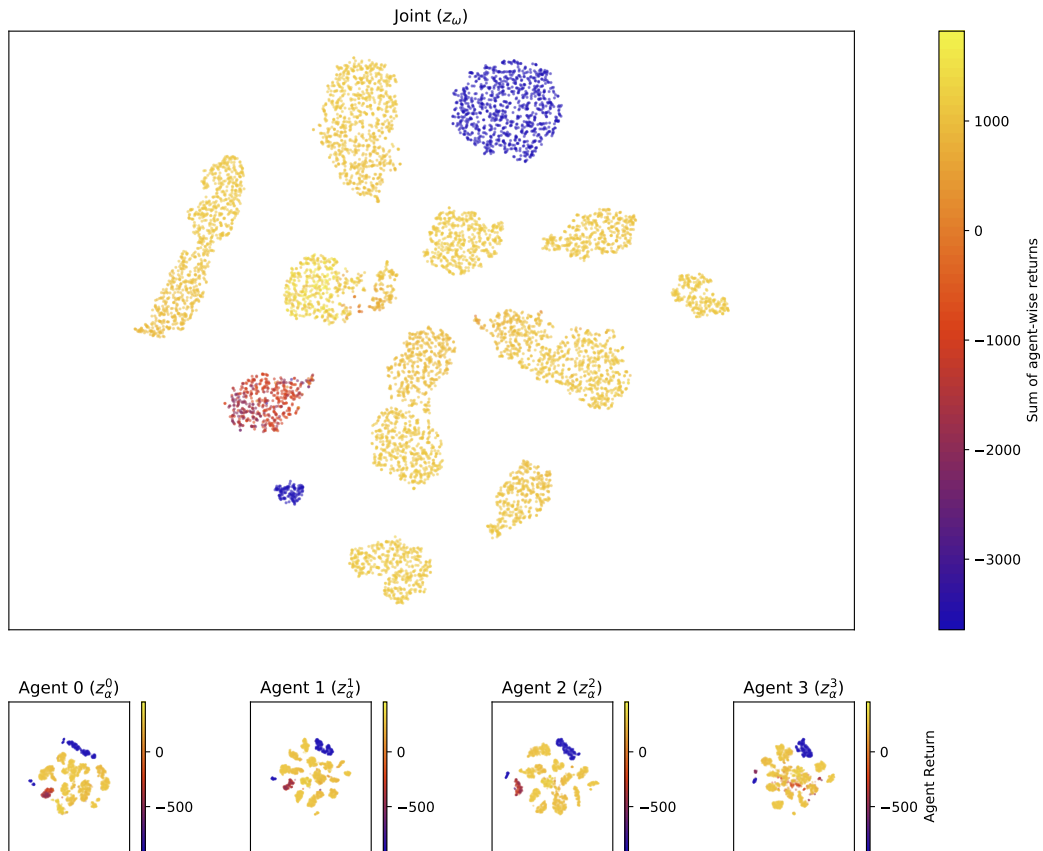 Joint (z_ω)
1000
0
−1000
−2000
−3000
Sum of agent-wise returns
Agent 0 (z_α^0)
Agent 1 (z_α^1)
Agent 2 (z_α^2)
Agent 3 (z_α^3)
0
−500
0
−500
0
−500
0
−500
Agent Return